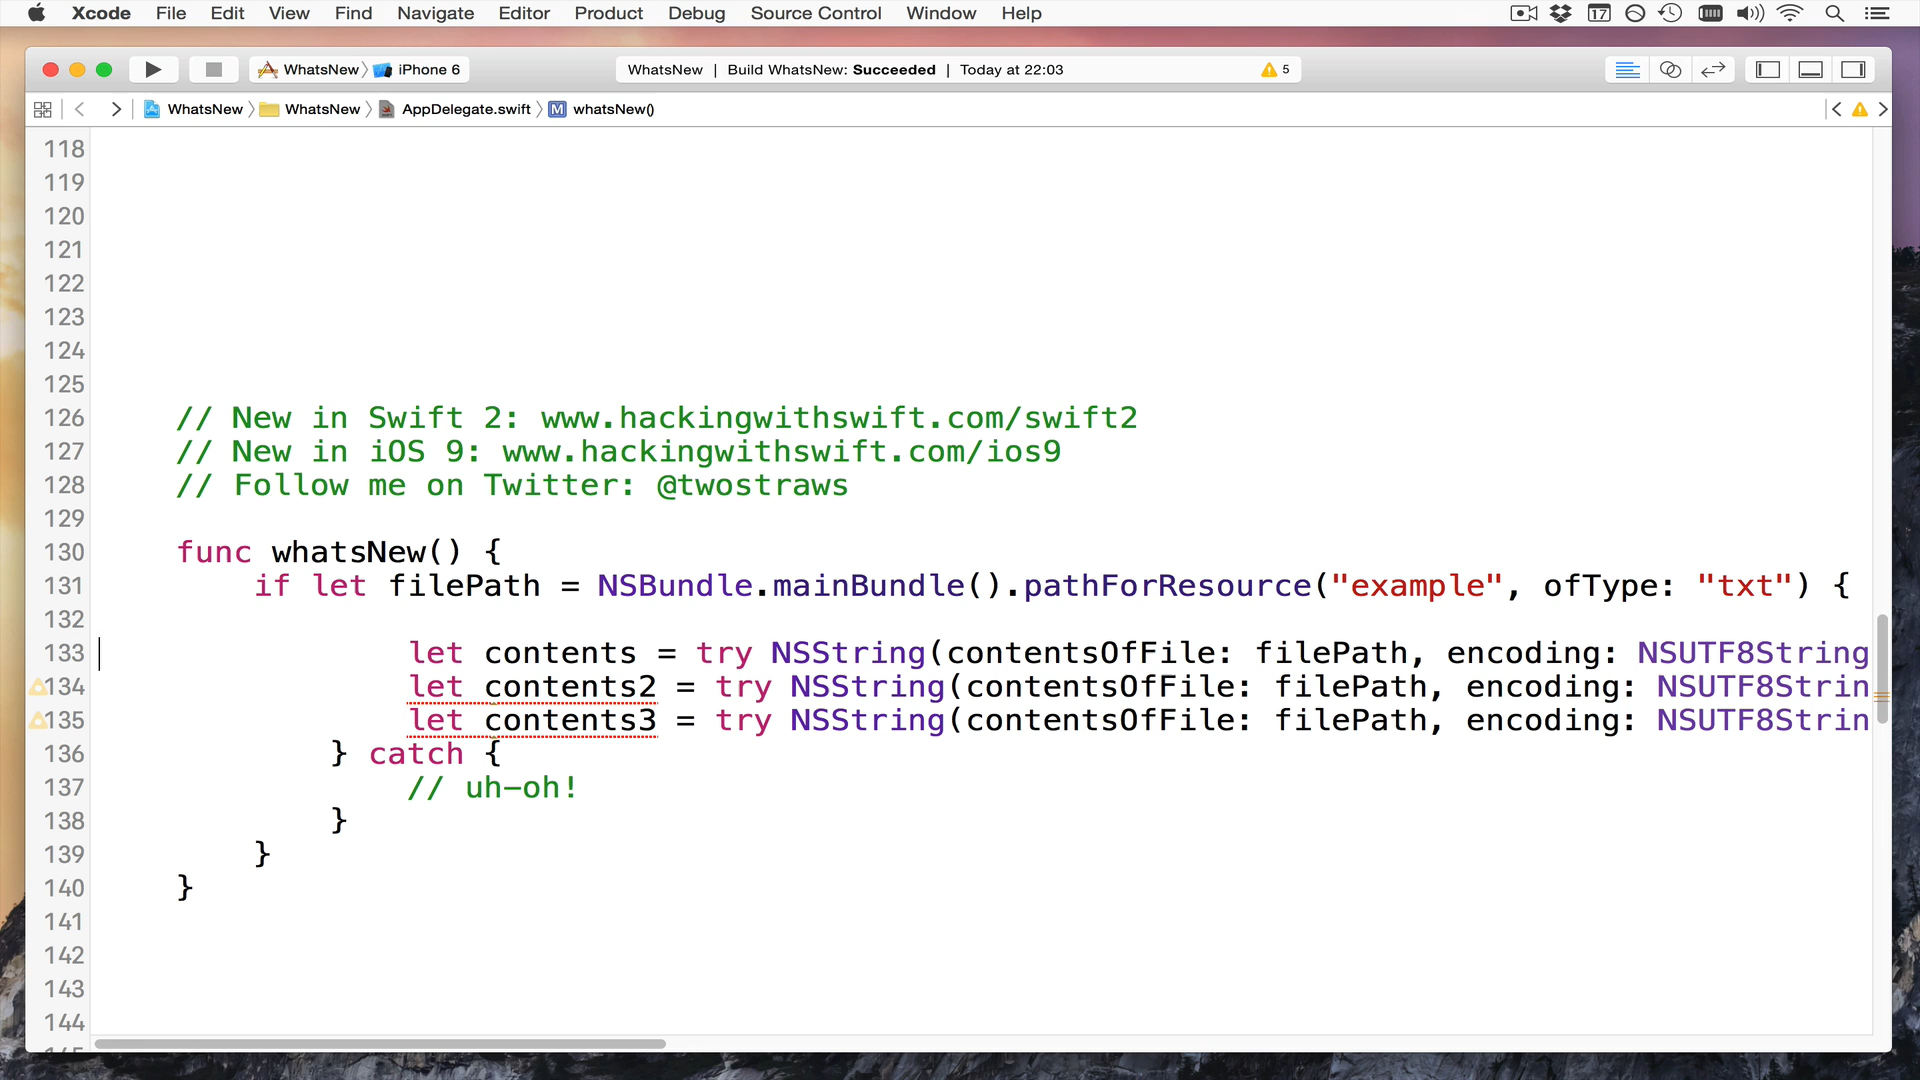 Xcode File Edit View Find Navigate Editor Product Debug Source Control Window Help 17
WhatsNew iPhone 6 WhatsNew | Build WhatsNew: Succeeded | Today at 22:03 5
WhatsNew WhatsNew AppDelegate.swift M whatsNew()
118
119
120
121
122
123
124
125
126 // New in Swift 2: www.hackingwithswift.com/swift2
127 // New in iOS 9: www.hackingwithswift.com/ios9
128 // Follow me on Twitter: @twostraws
129
130 func whatsNew() {
131 if let filePath = NSBundle.mainBundle().pathForResource("example", ofType: "txt") {
132
133 let contents = try NSString(contentsOfFile: filePath, encoding: NSUTF8String
134 let contents2 = try NSString(contentsOfFile: filePath, encoding: NSUTF8Strin
135 let contents3 = try NSString(contentsOfFile: filePath, encoding: NSUTF8Strin
136 } catch {
137 // uh-oh!
138 }
139 }
140 }
141
142
143
144